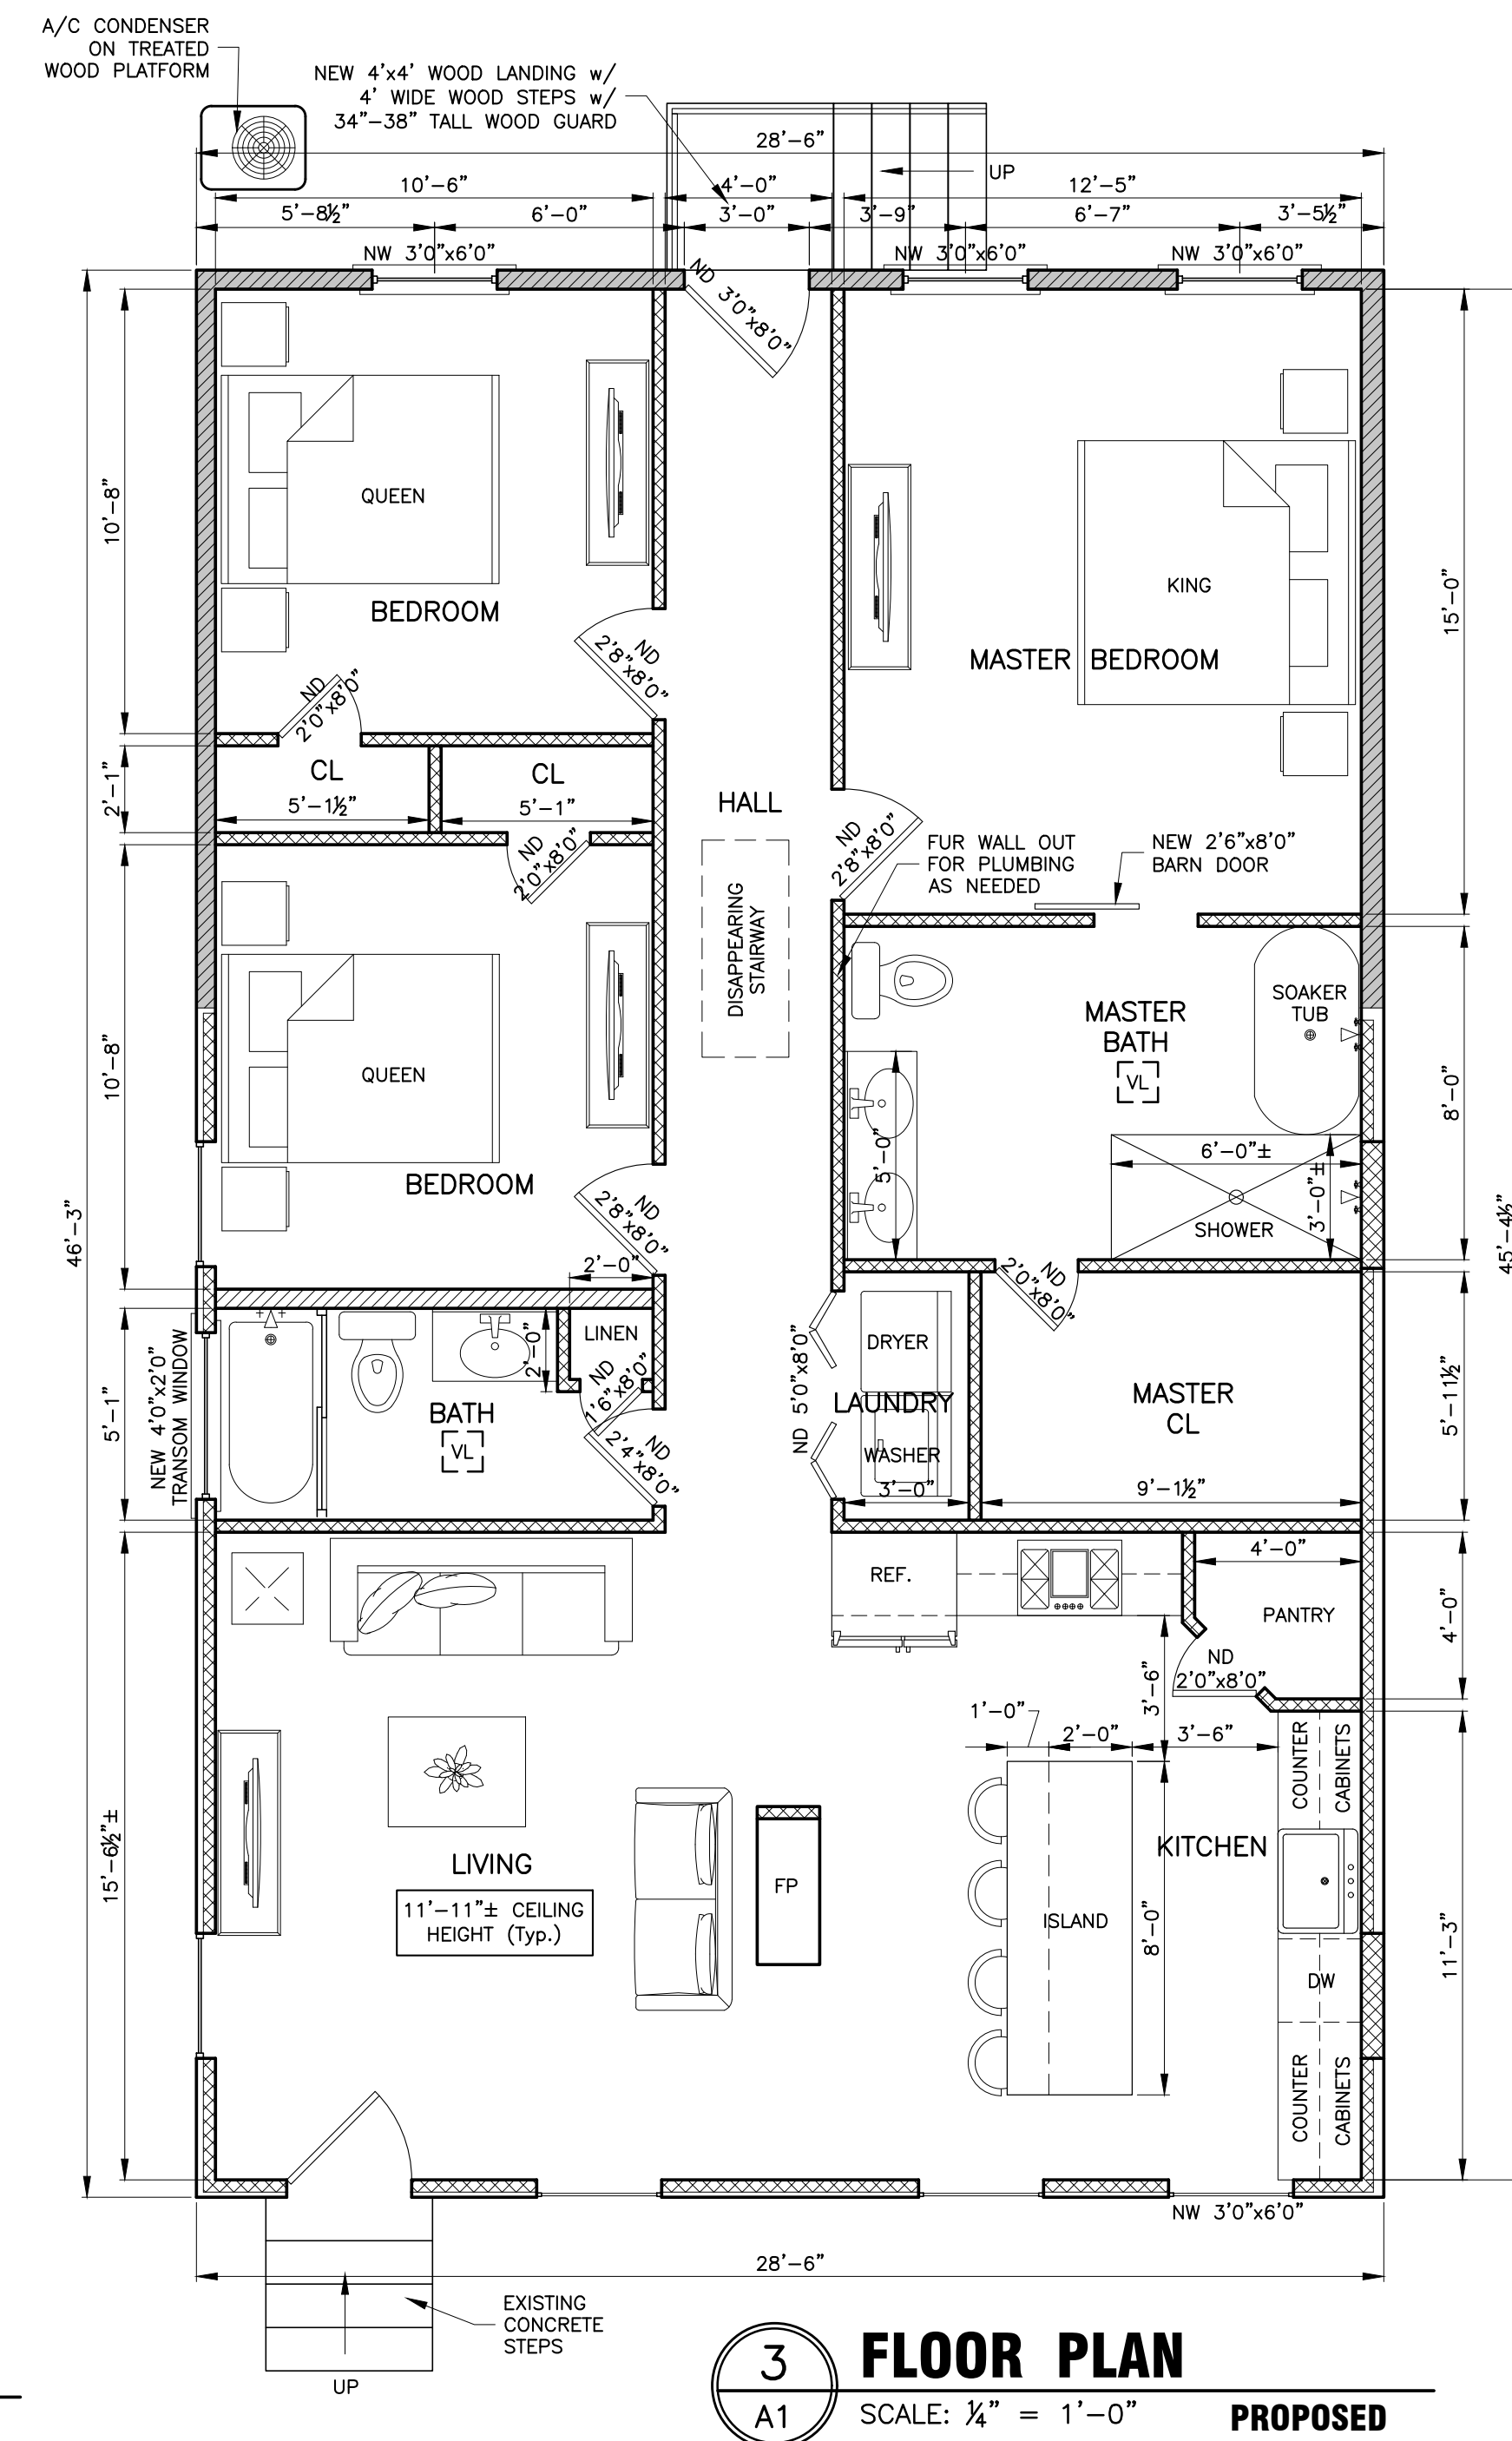 A/C CONDENSER
ON TREATED
WOOD PLATFORM
NEW 4'x4' WOOD LANDING w/
4' WIDE WOOD STEPS w/
34"-38" TALL WOOD GUARD
28'-6"
UP
10'-6"
4'-0"
12'-5"
5'-8½"
6'-0"
3'-0"
3'-9"
6'-7"
3'-5½"
NW 3'0"x6'0"
NW 3'0"x6'0"
NW 3'0"x6'0"
ND 3'0"x8'0"
10'-8"
QUEEN
BEDROOM
ND
2'8"x8'0"
KING
MASTER BEDROOM
15'-0"
ND
2'0"x8'0"
2'-1"
CL
5'-1½"
CL
5'-1"
HALL
ND
2'0"x8'0"
ND
2'8"x8'0"
FUR WALL OUT
FOR PLUMBING
AS NEEDED
NEW 2'6"x8'0"
BARN DOOR
DISAPPEARING
STAIRWAY
10'-8"
QUEEN
BEDROOM
ND
2'8"x8'0"
MASTER
BATH
VL
SOAKER
TUB
8'-0"
5'-0"
6'-0"±
3'-0"±
SHOWER
46'-3"
45'-4½"
2'-0"
ND
2'0"x8'0"
NEW 4'0"x2'0"
TRANSOM WINDOW
5'-1"
LINEN
2'-0"
ND
1'6"x8'0"
BATH
VL
ND
2'4"x8'0"
ND 5'0"x8'0"
DRYER
LAUNDRY
WASHER
3'-0"
MASTER
CL
9'-1½"
5'-11½"
REF.
4'-0"
PANTRY
4'-0"
ND
2'0"x8'0"
3'-6"
1'-0"
2'-0"
3'-6"
COUNTER
CABINETS
15'-6½"±
LIVING
11'-11"± CEILING
HEIGHT (Typ.)
FP
KITCHEN
ISLAND
8'-0"
DW
11'-3"
COUNTER
CABINETS
NW 3'0"x6'0"
28'-6"
EXISTING
CONCRETE
STEPS
UP
3
A1
FLOOR PLAN
SCALE: ¼" = 1'-0"
PROPOSED